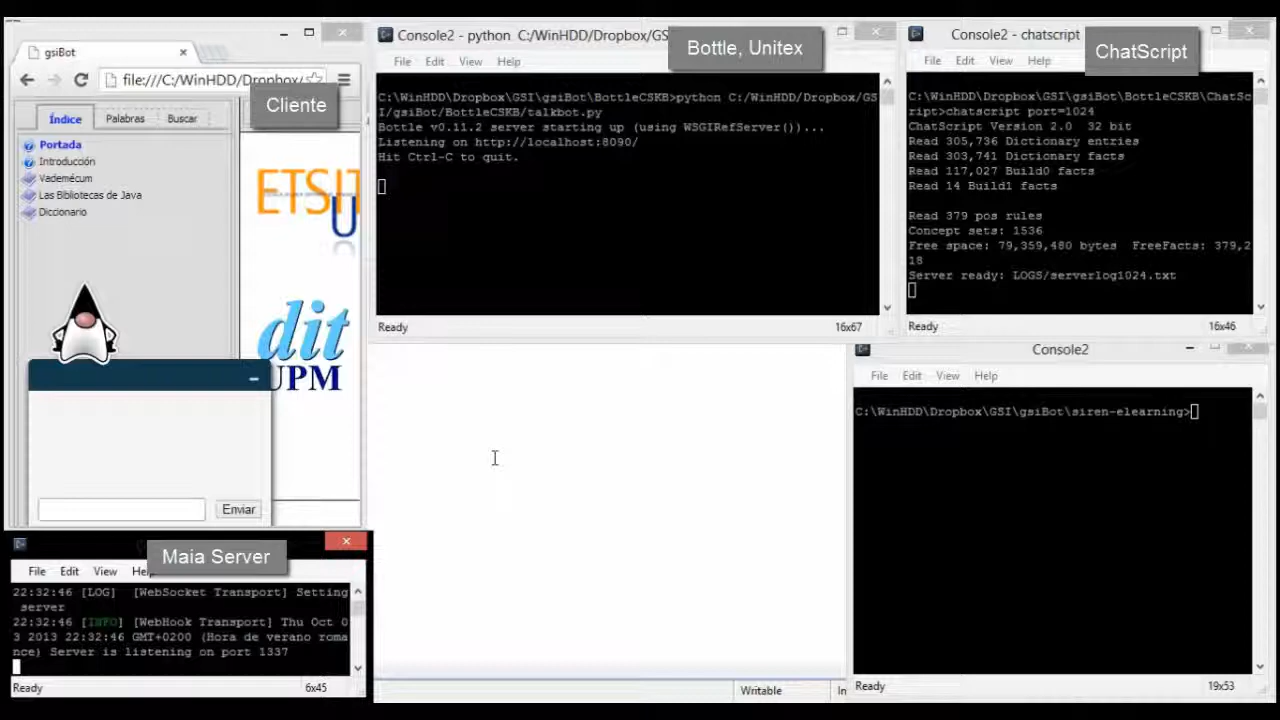 gsiBot
file:///C:/WinHDD/Dropbox/
Cliente
Índice
Palabras
Buscar
Portada
Introducción
Vademécum
Las Bibliotecas de Java
Diccionario
ETSIT
U
dit
UPM
Enviar
Console2 - python C:/WinHDD/Dropbox/GS
Bottle, Unitex
File Edit View Help
C:\WinHDD\Dropbox\GSI\gsiBot\BottleCSKB>python C:/WinHDD/Dropbox/GS
I/gsiBot/BottleCSKB/talkbot.py
Bottle v0.11.2 server starting up (using WSGIRefServer())...
Listening on http://localhost:8090/
Hit Ctrl-C to quit.
Ready
16x67
Console2 - chatscript
ChatScript
File Edit View Help
C:\WinHDD\Dropbox\GSI\gsiBot\BottleCSKB\ChatSc
ript>chatscript port=1024
ChatScript Version 2.0 32 bit
Read 305,736 Dictionary entries
Read 303,741 Dictionary facts
Read 117,027 Build0 facts
Read 14 Build1 facts
Read 379 pos rules
Concept sets: 1536
Free space: 79,359,480 bytes FreeFacts: 379,2
18
Server ready: LOGS/serverlog1024.txt
Ready
16x46
Console2
File Edit View Help
C:\WinHDD\Dropbox\GSI\gsiBot\siren-elearning>
Ready
19x53
Maia Server
File Edit View Help
22:32:46 [LOG] [WebSocket Transport] Setting
server
22:32:46 [INFO] [WebHook Transport] Thu Oct 0
3 2013 22:32:46 GMT+0200 (Hora de verano roma
nce) Server is listening on port 1337
Ready
6x45
Writable
In